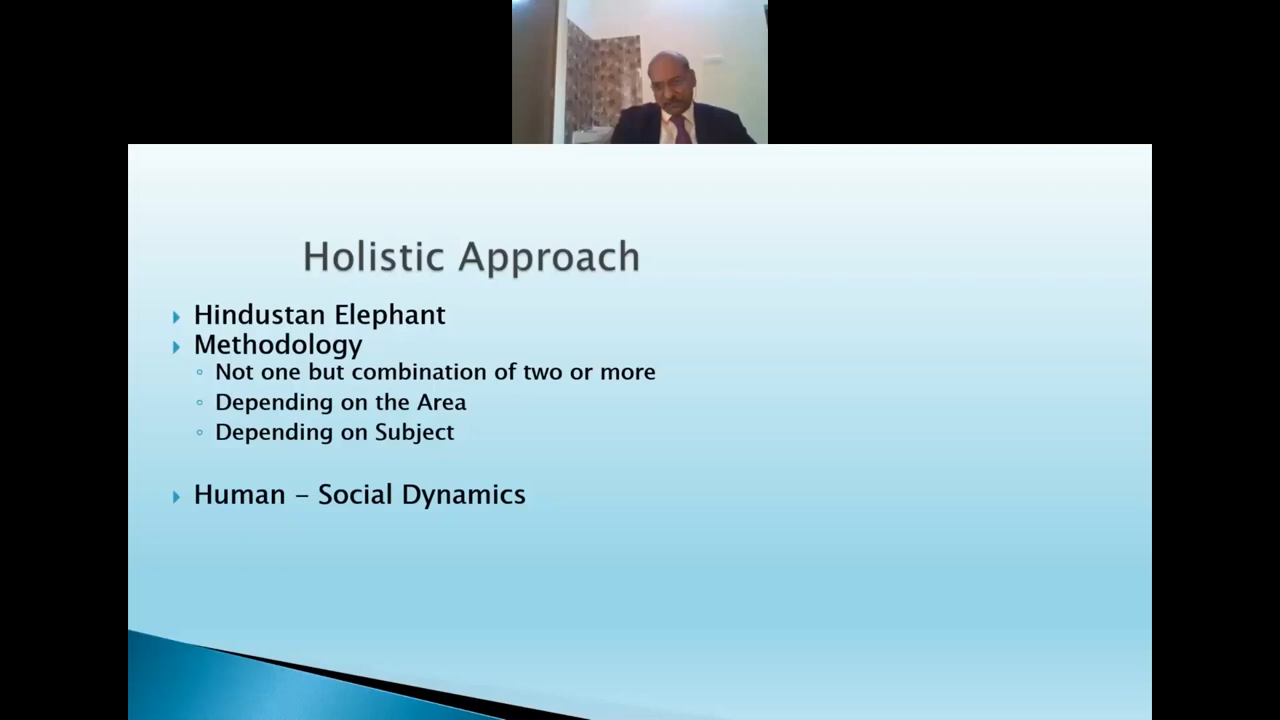 Holistic Approach
Hindustan Elephant
Methodology
Not one but combination of two or more
Depending on the Area
Depending on Subject
Human – Social Dynamics